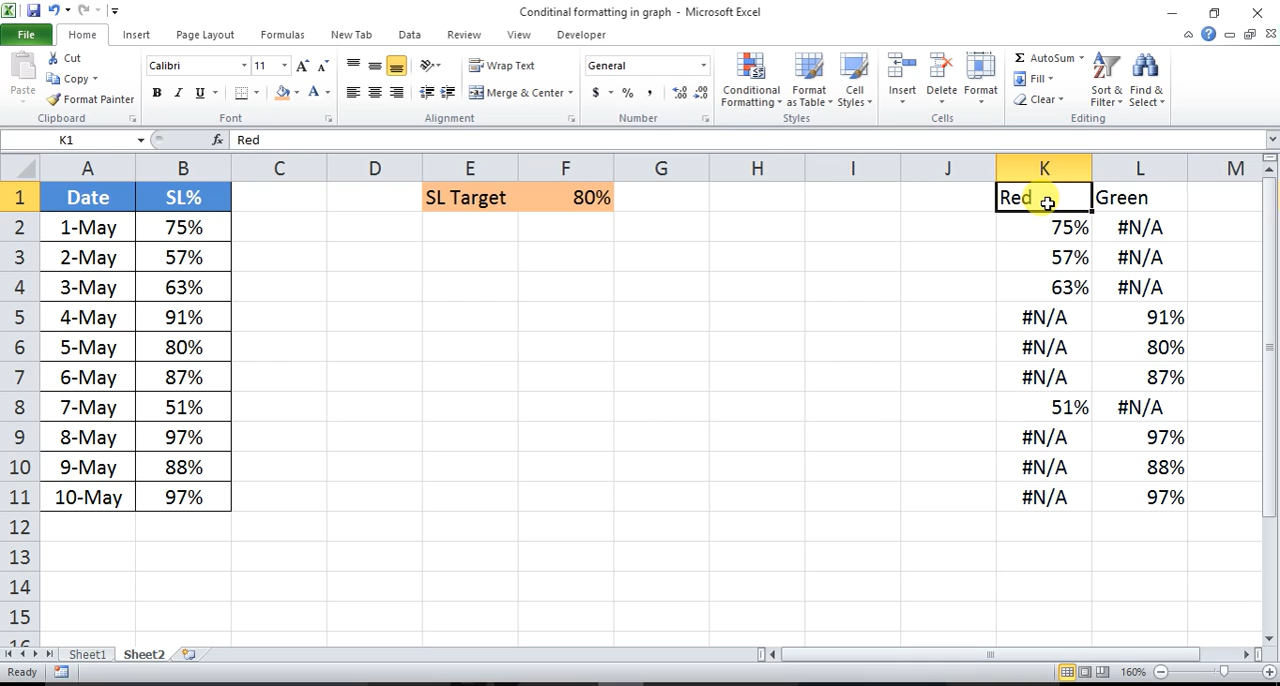 Conditinal formatting in graph - Microsoft Excel
File Home Insert Page Layout Formulas New Tab Data Review View Developer
Paste
Cut
Copy
Format Painter
Clipboard
Calibri 11
B I U
Font
Wrap Text
Merge & Center
Alignment
General
$ % ,
Number
Conditional Formatting
Format as Table
Cell Styles
Styles
Insert Delete Format
Cells
AutoSum
Fill
Clear
Sort & Filter
Find & Select
Editing
K1 fx Red
A B C D E F G H I J K L M
1 Date SL% SL Target 80% Red Green
2 1-May 75% 75% #N/A
3 2-May 57% 57% #N/A
4 3-May 63% 63% #N/A
5 4-May 91% #N/A 91%
6 5-May 80% #N/A 80%
7 6-May 87% #N/A 87%
8 7-May 51% 51% #N/A
9 8-May 97% #N/A 97%
10 9-May 88% #N/A 88%
11 10-May 97% #N/A 97%
12
13
14
15
16
Sheet1 Sheet2
Ready 160%